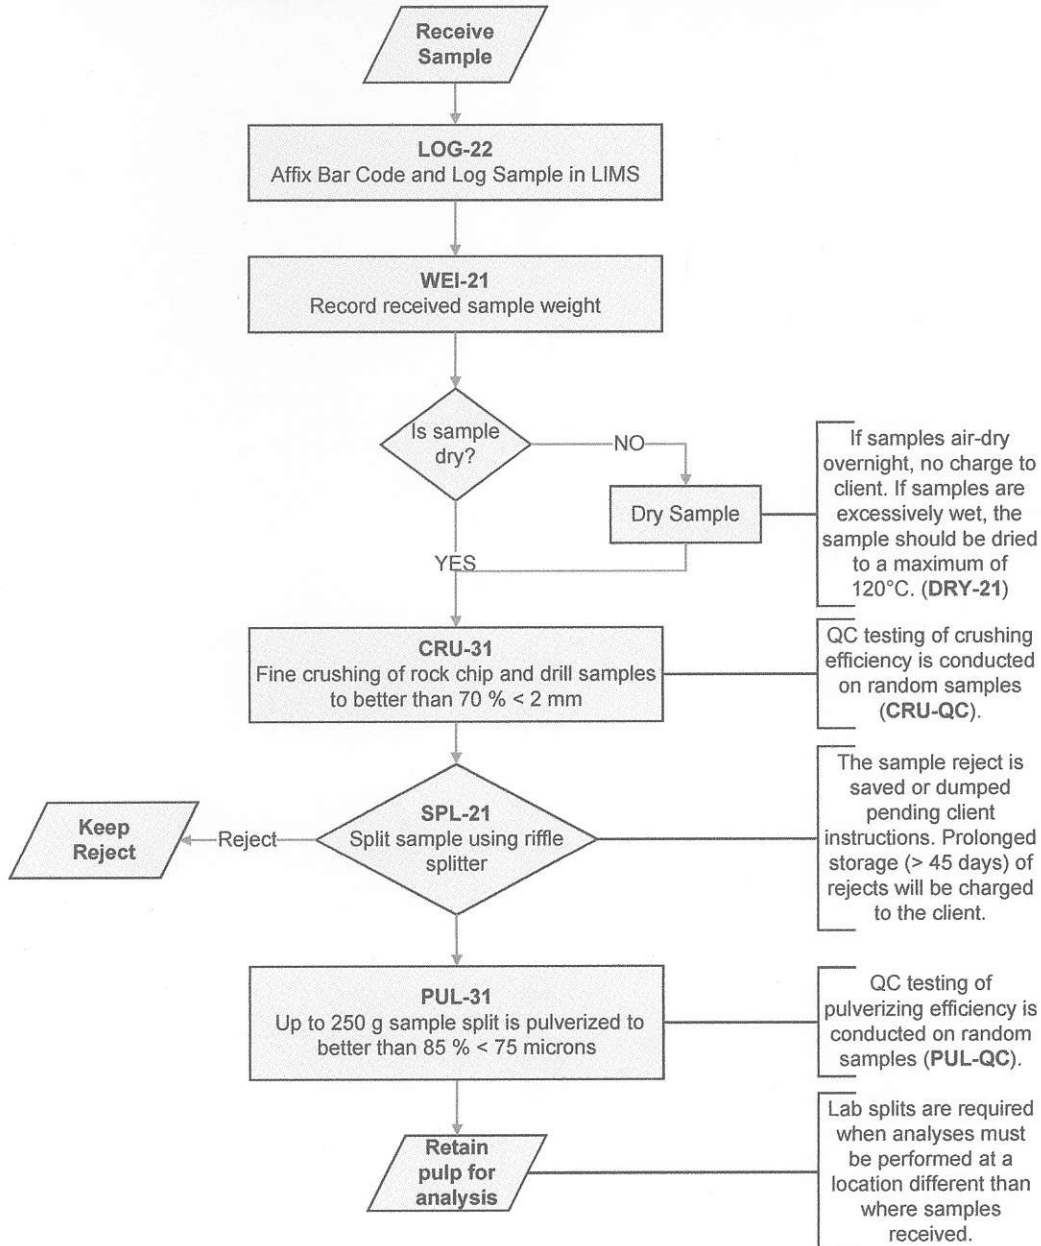 Receive
Sample
LOG-22
Affix Bar Code and Log Sample in LIMS
WEI-21
Record received sample weight
Is sample
dry?
NO
Dry Sample
If samples air-dry
overnight, no charge to
client. If samples are
excessively wet, the
sample should be dried
to a maximum of
120°C. (DRY-21)
YES
CRU-31
Fine crushing of rock chip and drill samples
to better than 70 % < 2 mm
QC testing of crushing
efficiency is conducted
on random samples
(CRU-QC).
Keep
Reject
Reject
SPL-21
Split sample using riffle
splitter
The sample reject is
saved or dumped
pending client
instructions. Prolonged
storage (> 45 days) of
rejects will be charged
to the client.
PUL-31
Up to 250 g sample split is pulverized to
better than 85 % < 75 microns
QC testing of
pulverizing efficiency is
conducted on random
samples (PUL-QC).
Retain
pulp for
analysis
Lab splits are required
when analyses must
be performed at a
location different than
where samples
received.